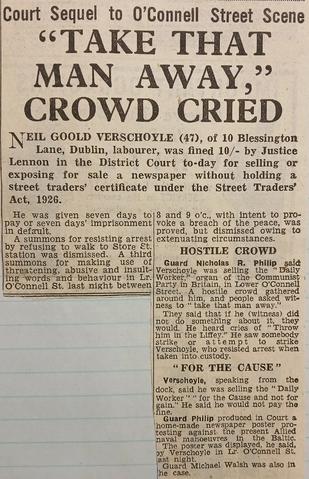 Court Sequel to O'Connell Street Scene
"TAKE THAT
MAN AWAY,"
CROWD CRIED
NEIL GOOLD VERSCHOYLE (47), of 10 Blessington
Lane, Dublin, labourer, was fined 10/- by Justice
Lennon in the District Court to-day for selling or
exposing for sale a newspaper without holding a
street traders' certificate under the Street Traders'
Act, 1926.
He was given seven days to
pay or seven days' imprisonment
in default.
A summons for resisting arrest
by refusing to walk to Store St.
station was dismissed. A third
summons for making use of
threatening, abusive and insult-
ing words and behaviour in Lr.
O'Connell St. last night between
8 and 9 o'c., with intent to pro-
voke a breach of the peace, was
proved, but dismissed owing to
extenuating circumstances.
HOSTILE CROWD
Guard Nicholas R. Philip said
Verschoyle was selling the "Daily
Worker," organ of the Communist
Party in Britain, in Lower O'Connell
Street. A hostile crowd gathered
around him, and people asked wit-
ness to "take that man away."
They said that if he (witness) did
not do something about it, they
would. He heard cries of "Throw
him in the Liffey." He saw somebody
strike or attempt to strike
Verschoyle, who resisted arrest when
taken into custody.
"FOR THE CAUSE"
Verschoyle, speaking from the
dock, said he was selling the "Daily
Worker" "for the Cause and not for
gain." He said he would not pay the
fine.
Guard Philip produced in Court a
home-made newspaper poster pro-
testing against the present Allied
naval manoeuvres in the Baltic.
The poster was displayed, he said,
by Verschoyle in Lr. O'Connell St.
last night.
Guard Michael Walsh was also in
the case.